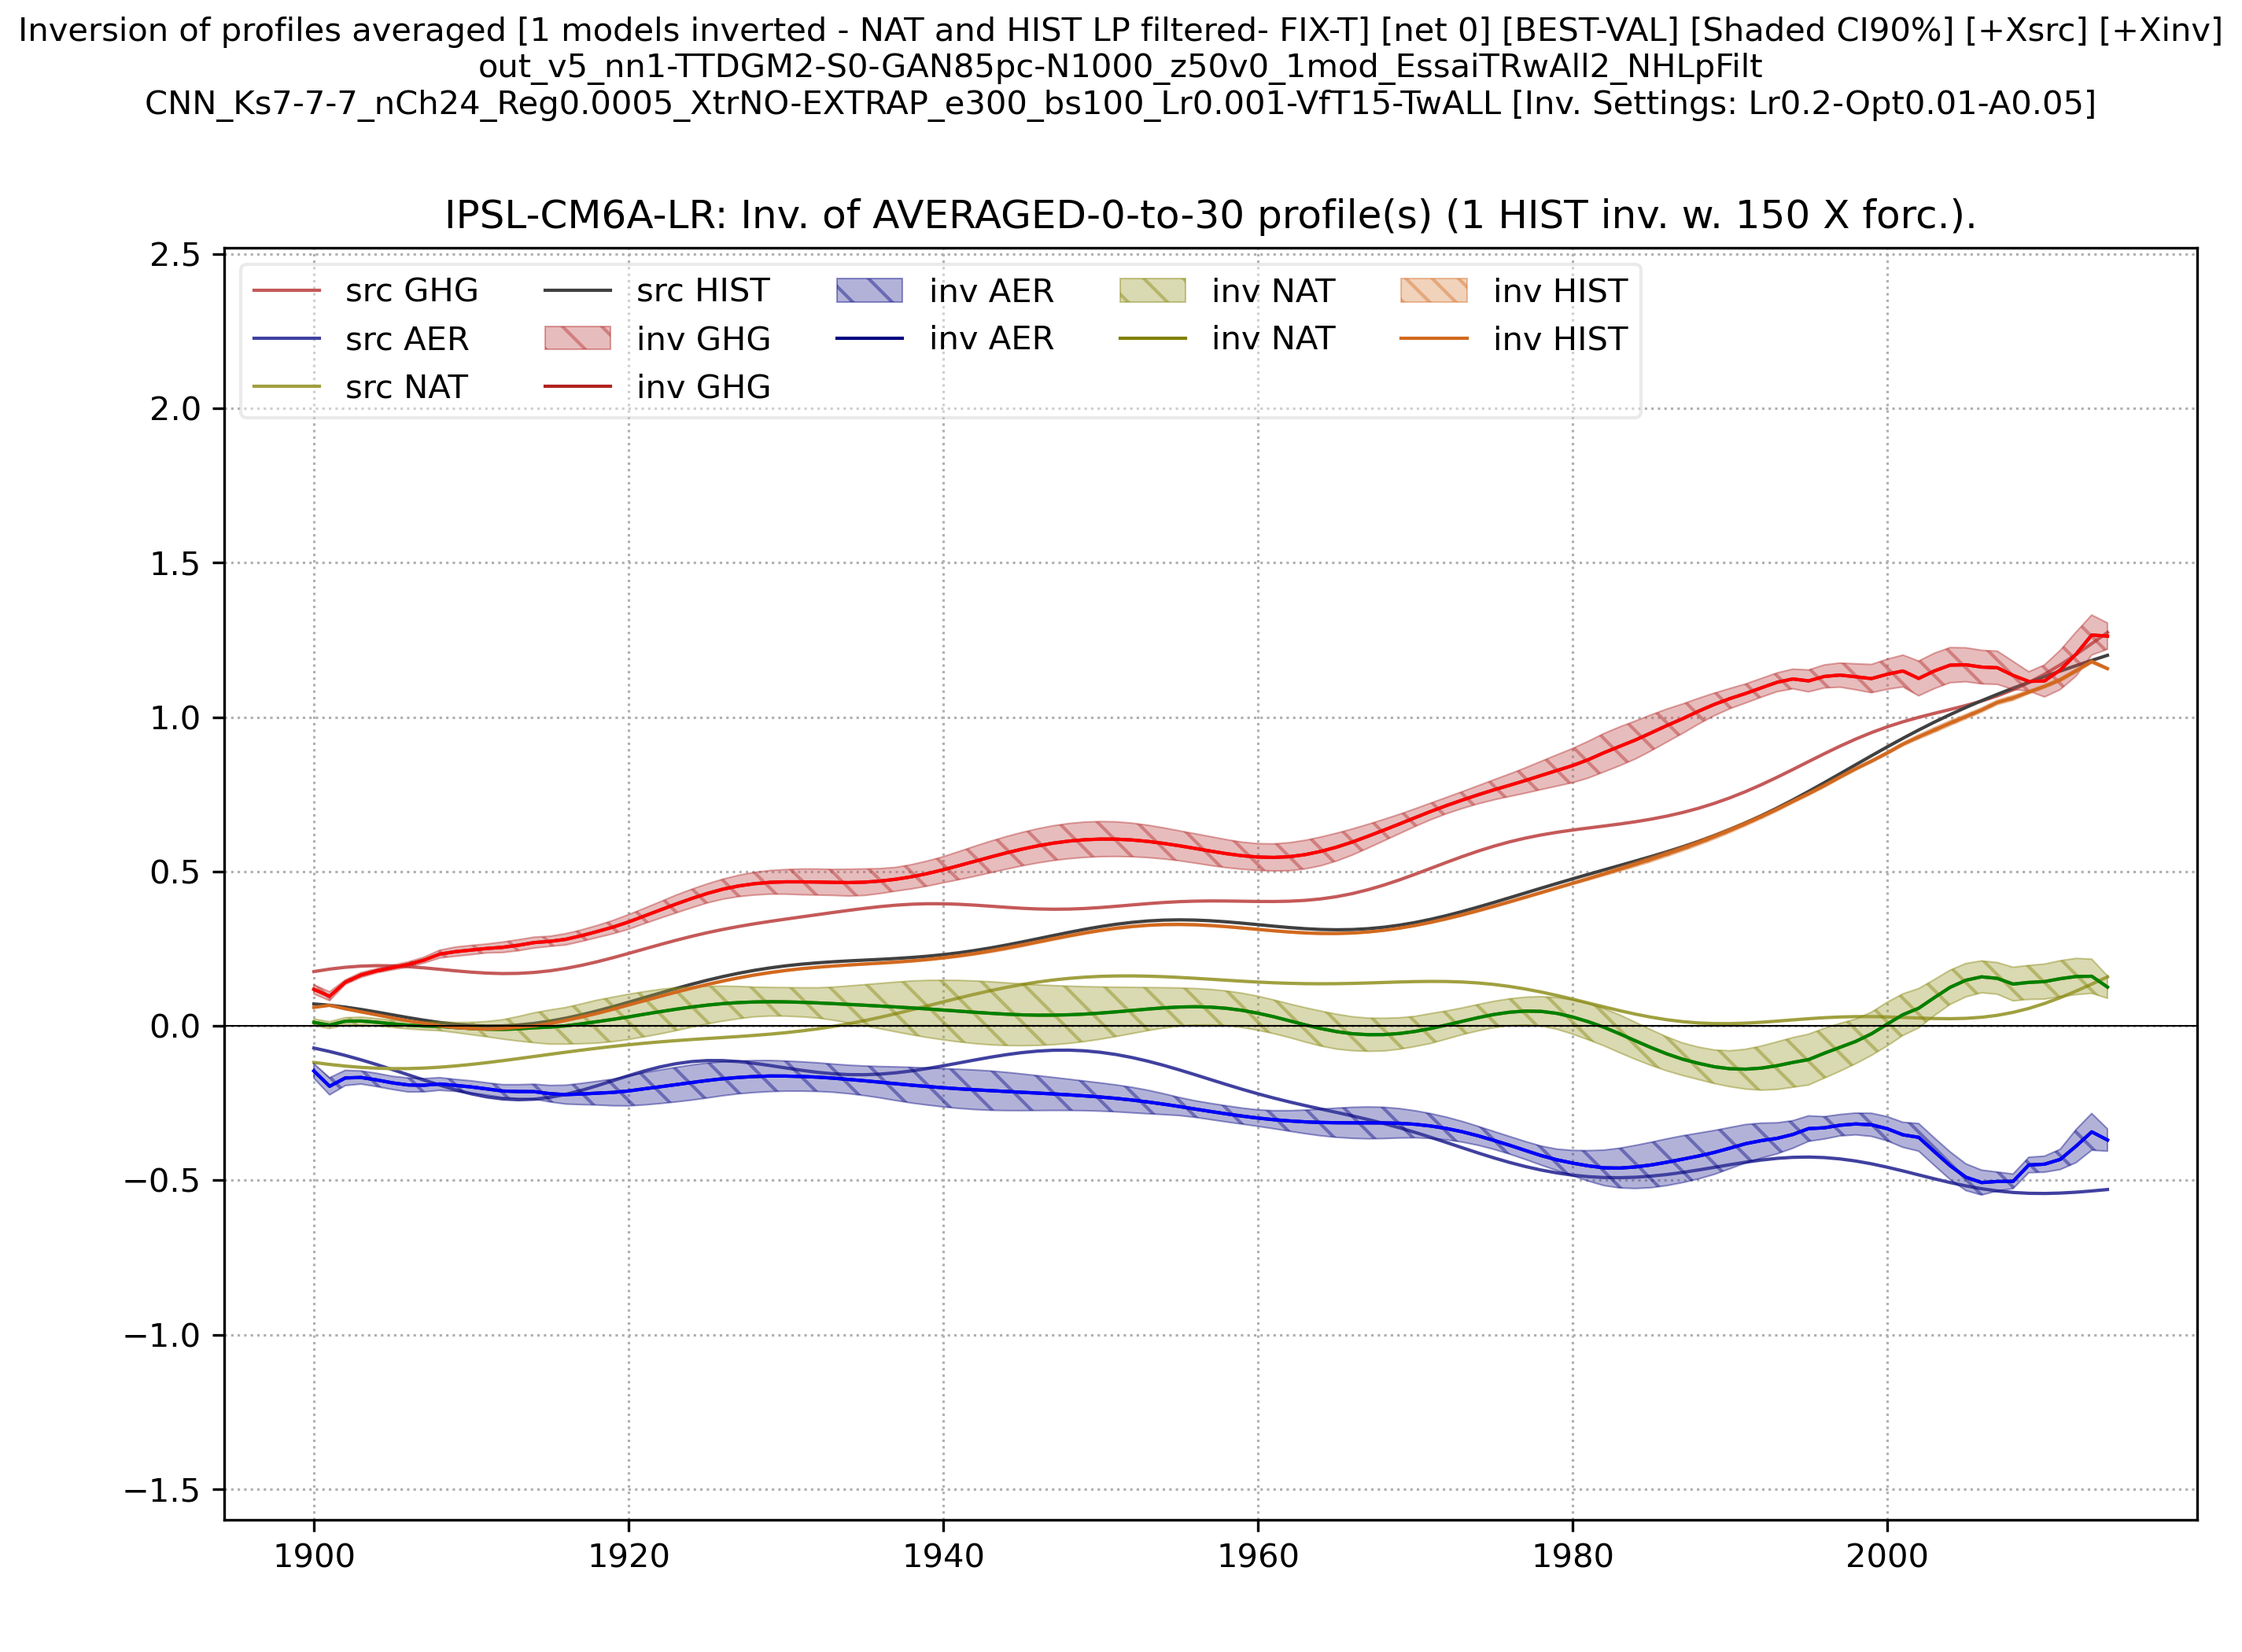 Inversion of profiles averaged [1 models inverted - NAT and HIST LP filtered- FIX-T] [net 0] [BEST-VAL] [Shaded CI90%] [+Xsrc] [+Xinv]
out_v5_nn1-TTDGM2-S0-GAN85pc-N1000_z50v0_1mod_EssaiTRwAll2_NHLpFilt
CNN_Ks7-7-7_nCh24_Reg0.0005_XtrNO-EXTRAP_e300_bs100_Lr0.001-VfT15-TwALL [Inv. Settings: Lr0.2-Opt0.01-A0.05]
IPSL-CM6A-LR: Inv. of AVERAGED-0-to-30 profile(s) (1 HIST inv. w. 150 X forc.).
src GHG src HIST inv AER inv NAT inv HIST
src AER inv GHG inv AER inv NAT inv HIST
src NAT inv GHG
2.5
2.0
1.5
1.0
0.5
0.0
−0.5
−1.0
−1.5
1900 1920 1940 1960 1980 2000